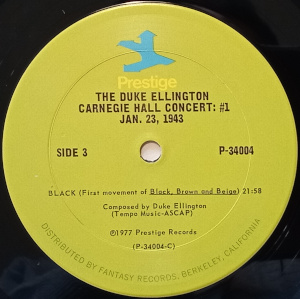 Prestige
THE DUKE ELLINGTON
CARNEGIE HALL CONCERT: #1
JAN. 23, 1943
SIDE 3 P-34004
BLACK (First movement of Black, Brown and Beige) 21:58
Composed by Duke Ellington
(Tempo Music-ASCAP)
℗1977 Prestige Records
(P-34004-C)
DISTRIBUTED BY FANTASY RECORDS, BERKELEY, CALIFORNIA